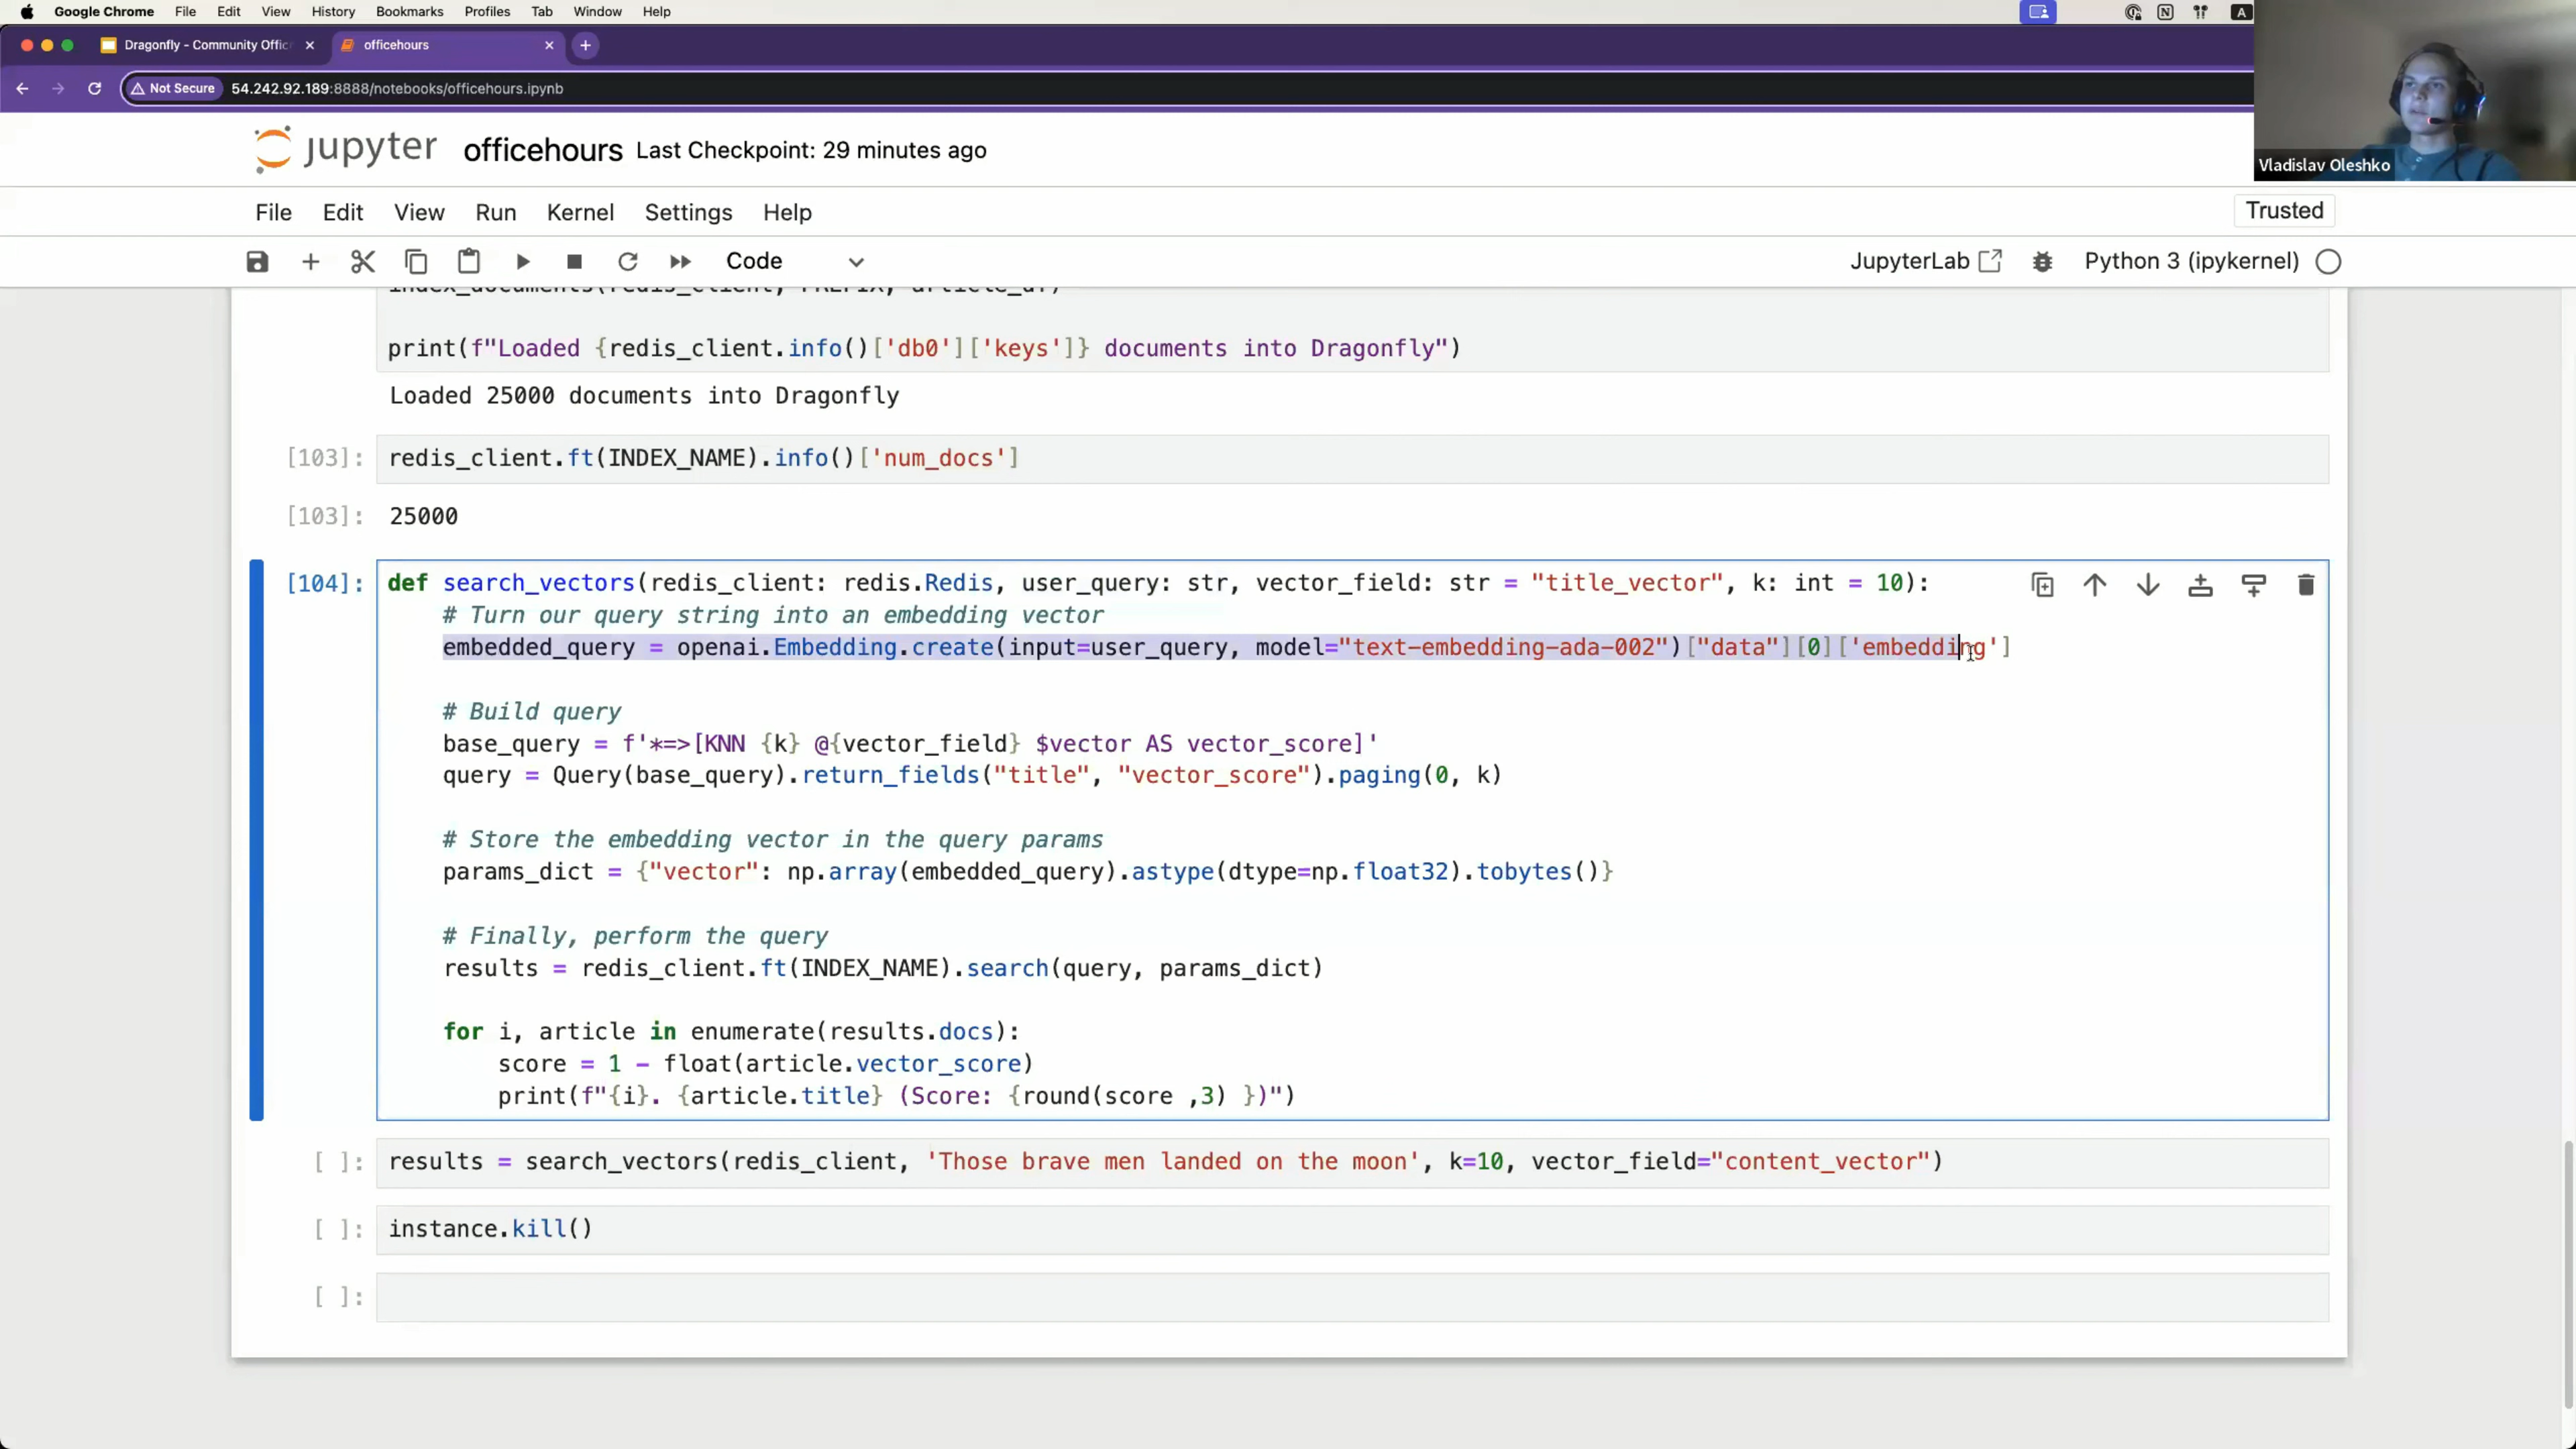 Google Chrome File Edit View History Bookmarks Profiles Tab Window Help A
Dragonfly - Community Offic officehours
Not Secure 54.242.92.189:8888/notebooks/officehours.ipynb
Vladislav Oleshko
jupyter officehours Last Checkpoint: 29 minutes ago
File Edit View Run Kernel Settings Help Trusted
Code JupyterLab Python 3 (ipykernel)
index_documents(redis_client, PREFIX, article_df)
print(f"Loaded {redis_client.info()['db0']['keys']} documents into Dragonfly")
Loaded 25000 documents into Dragonfly
[103]: redis_client.ft(INDEX_NAME).info()['num_docs']
[103]: 25000
[104]: def search_vectors(redis_client: redis.Redis, user_query: str, vector_field: str = "title_vector", k: int = 10):
# Turn our query string into an embedding vector
embedded_query = openai.Embedding.create(input=user_query, model="text-embedding-ada-002")["data"][0]['embedding']
# Build query
base_query = f'*=>[KNN {k} @{vector_field} $vector AS vector_score]'
query = Query(base_query).return_fields("title", "vector_score").paging(0, k)
# Store the embedding vector in the query params
params_dict = {"vector": np.array(embedded_query).astype(dtype=np.float32).tobytes()}
# Finally, perform the query
results = redis_client.ft(INDEX_NAME).search(query, params_dict)
for i, article in enumerate(results.docs):
score = 1 - float(article.vector_score)
print(f"{i}. {article.title} (Score: {round(score ,3) })")
[ ]: results = search_vectors(redis_client, 'Those brave men landed on the moon', k=10, vector_field="content_vector")
[ ]: instance.kill()
[ ]: